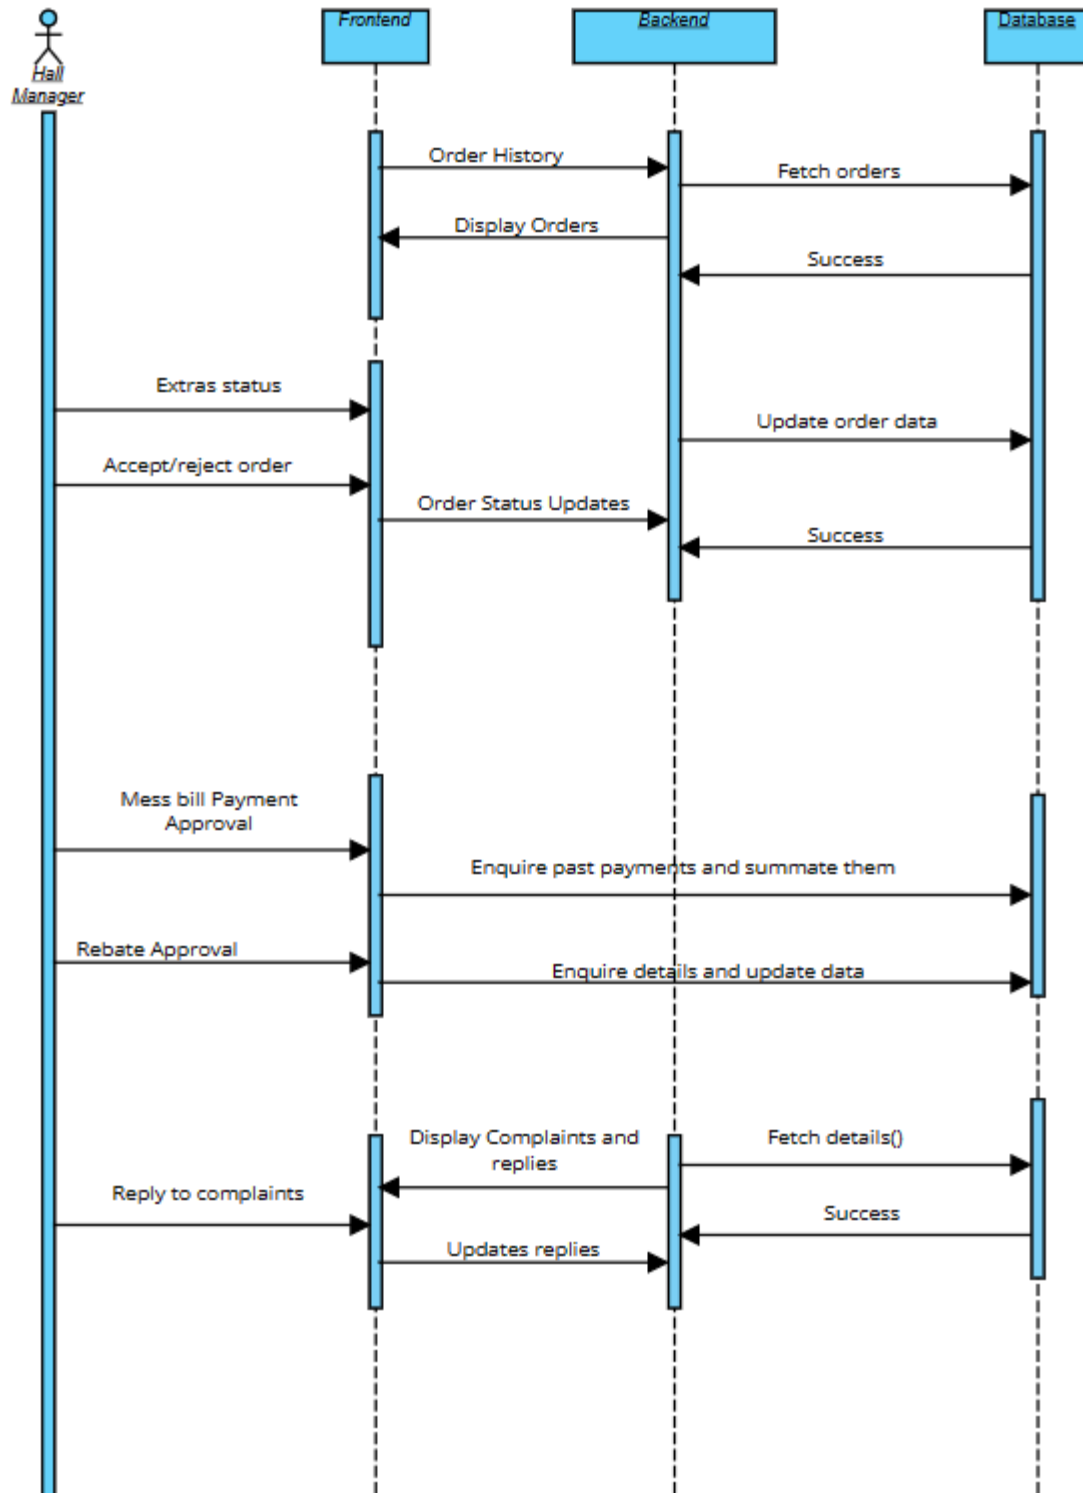 Frontend
Backend
Database
Hall
Manager
Order History
Fetch orders
Display Orders
Success
Extras status
Update order data
Accept/reject order
Order Status Updates
Success
Mess bill Payment
Approval
Enquire past payments and summate them
Rebate Approval
Enquire details and update data
Display Complaints and
replies
Fetch details()
Reply to complaints
Success
Updates replies